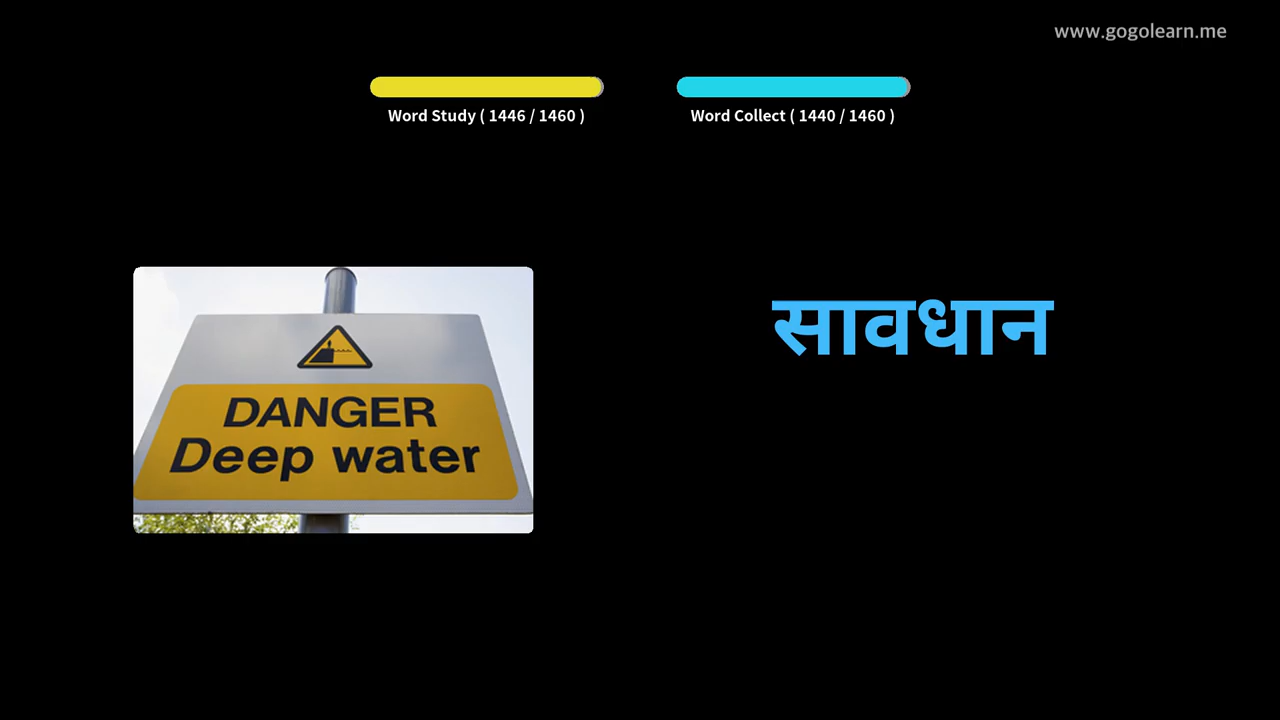 www.gogolearn.me
Word Study ( 1446 / 1460 )
Word Collect ( 1440 / 1460 )
सावधान
DANGER
Deep water